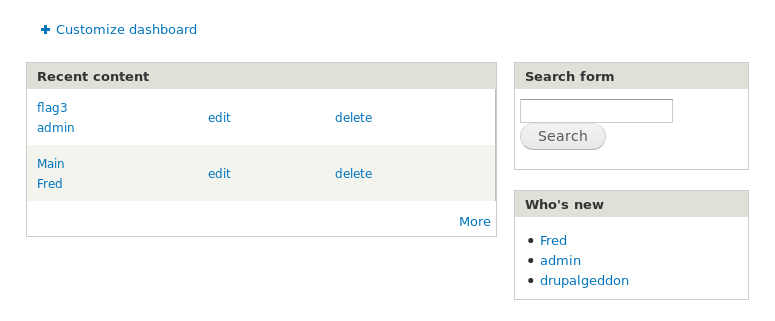 Customize dashboard
Recent content
flag3
admin
edit
delete
Main
Fred
edit
delete
More
Search form
Search
Who's new
Fred
admin
drupalgeddon